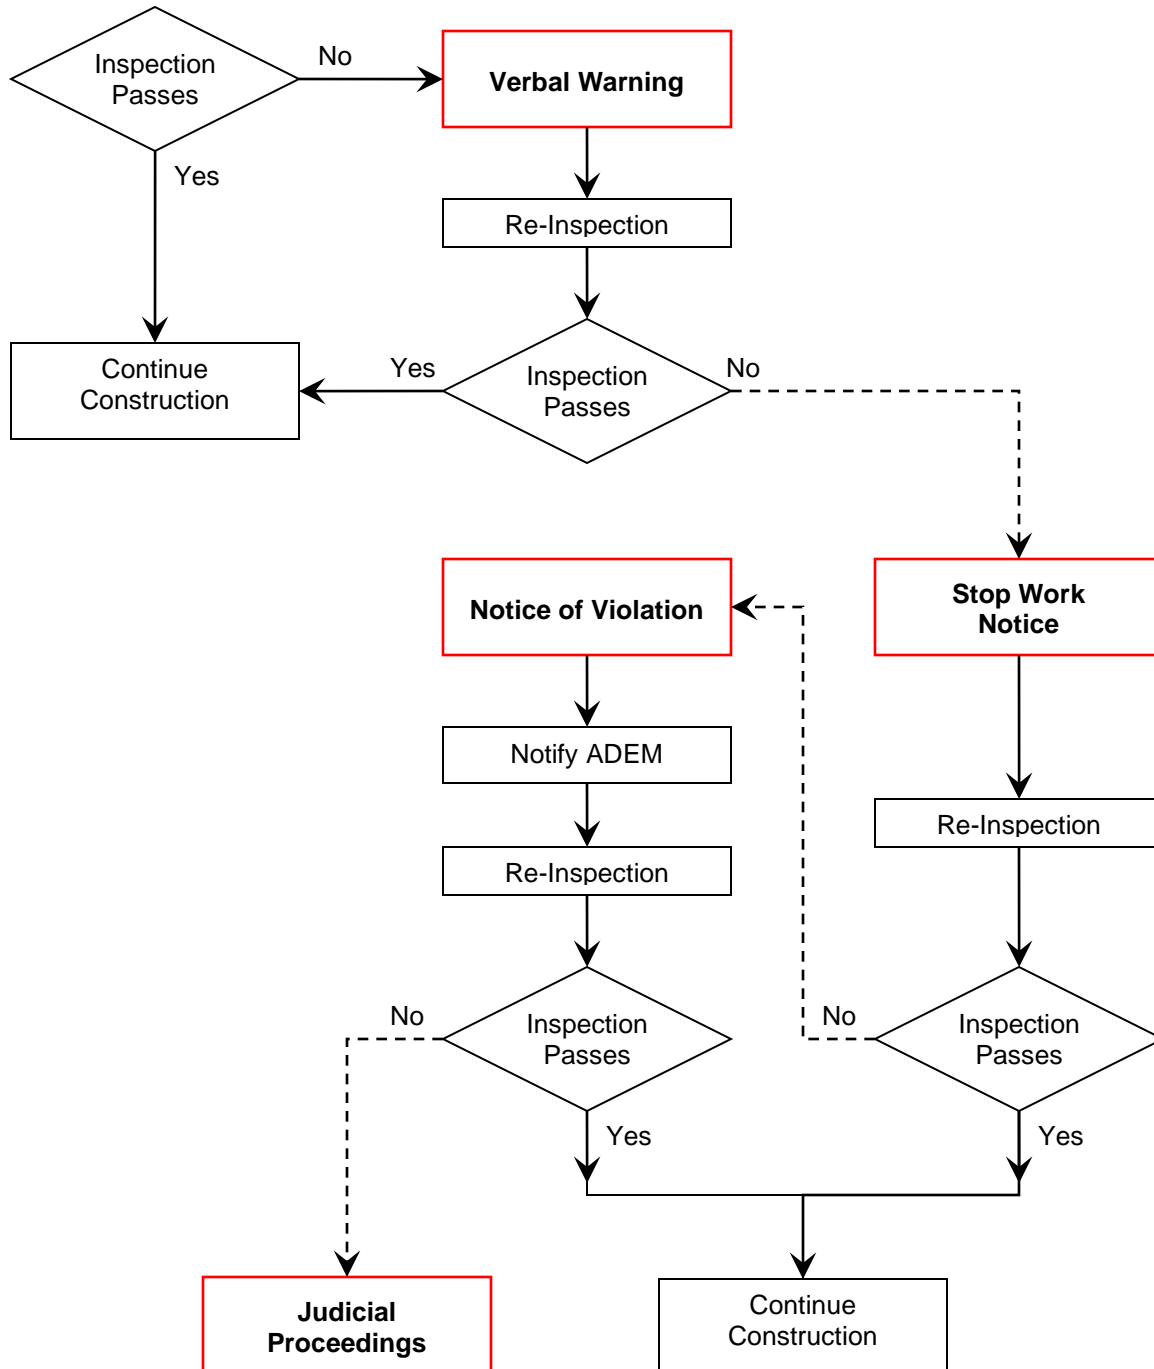 Inspection
Passes
No
Verbal Warning
Yes
Re-Inspection
Continue
Construction
Yes
Inspection
Passes
No
Notice of Violation
Stop Work
Notice
Notify ADEM
Re-Inspection
Re-Inspection
No
Inspection
Passes
No
Inspection
Passes
Yes
Yes
Judicial
Proceedings
Continue
Construction